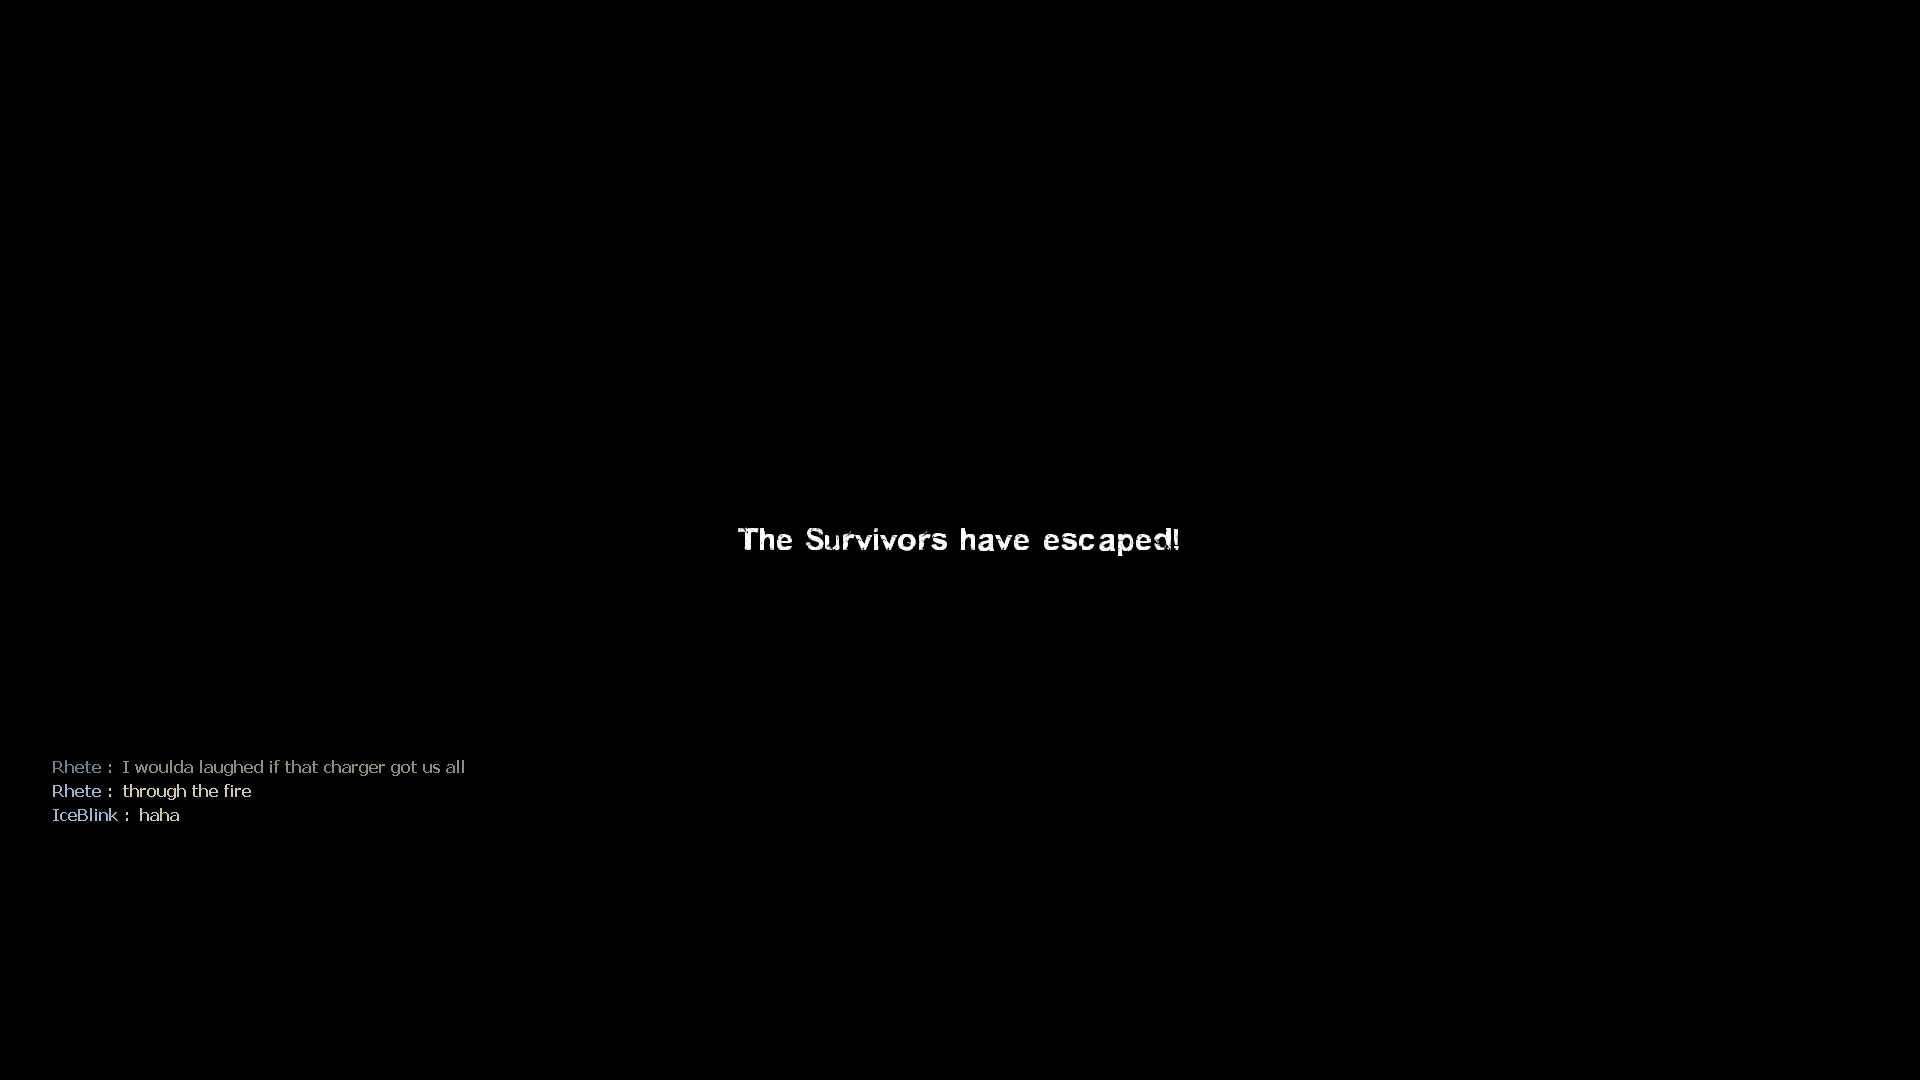 The Survivors have escaped!
Rhete : I woulda laughed if that charger got us all
Rhete : through the fire
IceBlink : haha